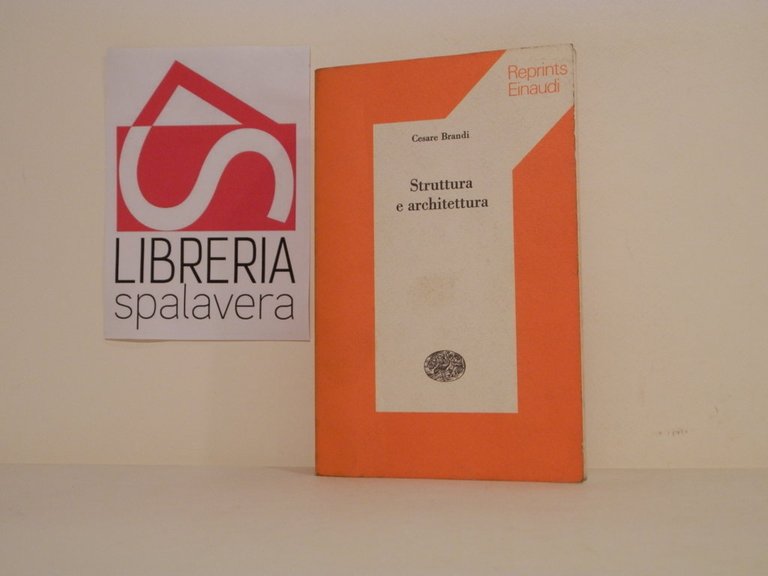 LIBRERIA
spalavera
Reprints
Einaudi
Cesare Brandi
Struttura
e architettura